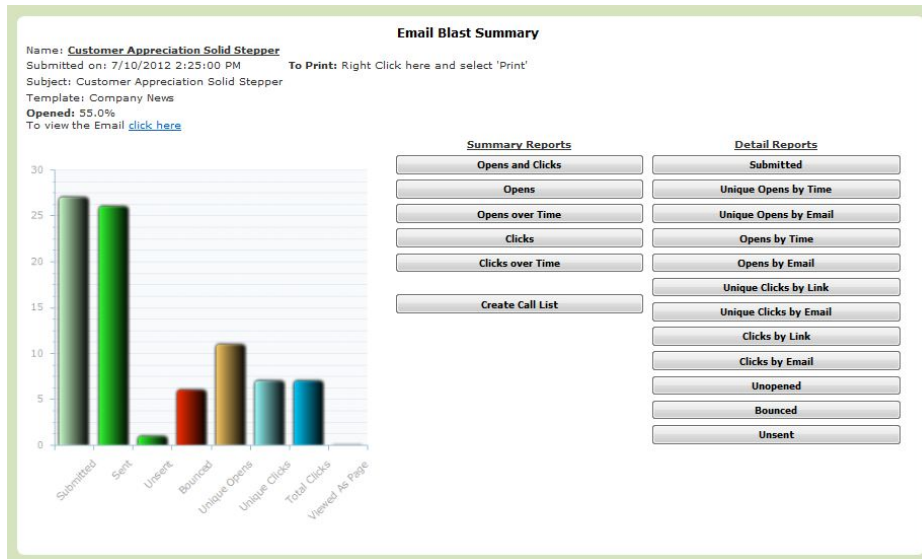 Email Blast Summary
Name: Customer Appreciation Solid Stepper
Submitted on: 7/10/2012 2:25:00 PM To Print: Right Click here and select 'Print'
Subject: Customer Appreciation Solid Stepper
Template: Company News
Opened: 55.0%
To view the Email click here
Summary Reports
Opens and Clicks
Opens
Opens over Time
Clicks
Clicks over Time
Create Call List
Detail Reports
Submitted
Unique Opens by Time
Unique Opens by Email
Opens by Time
Opens by Email
Unique Clicks by Link
Unique Clicks by Email
Clicks by Link
Clicks by Email
Unopened
Bounced
Unsent
30
25
20
15
10
5
0
Submitted
Sent
Unsent
Bounced
Unique Opens
Unique Clicks
Total Clicks
Viewed As Page